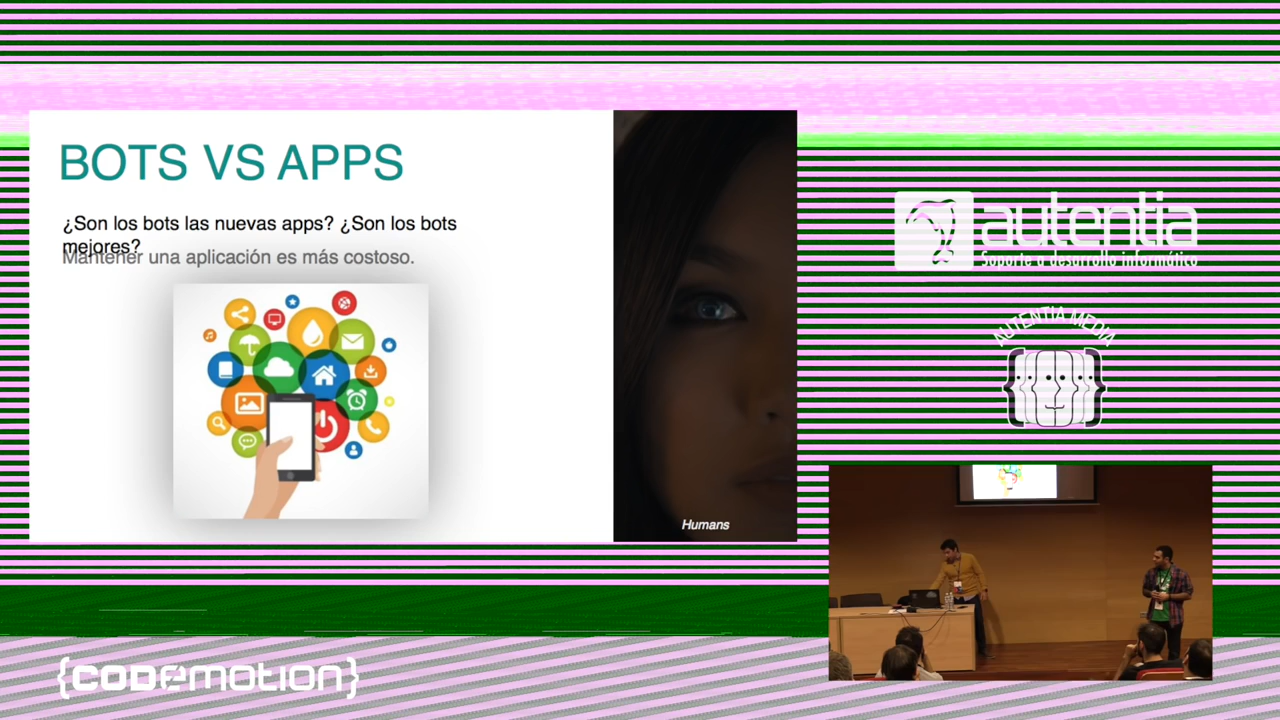 BOTS VS APPS
¿Son los bots las nuevas apps? ¿Son los bots
mejores?
Mantener una aplicación es más costoso.
Humans
autentia
Soporte a desarrollo informático
AUTENTIA MEDIA
{CODEMOTION}